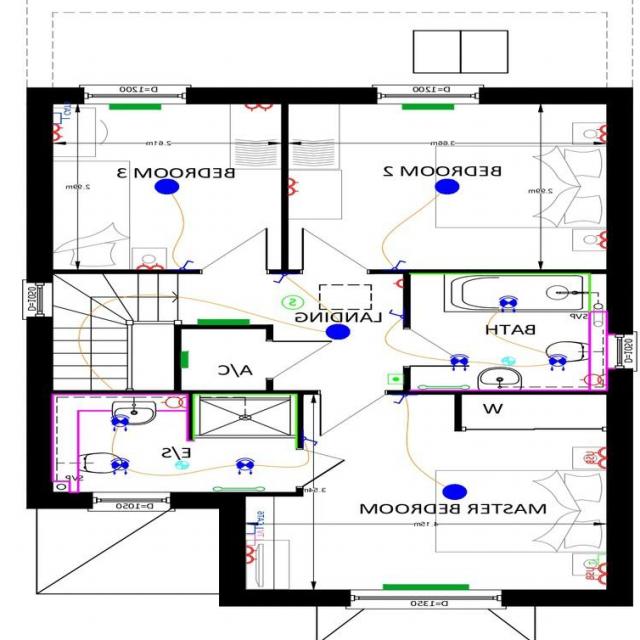 D=1200
D=1200
2.61m
3.66m
BEDROOM 3
BEDROOM 2
2.99m
2.99m
D=1050
S
LANDING
SVP
BATH
D=1050
A/C
W
E/S
SVP
3.54m
D=1050
MASTER BEDROOM
4.15m
D=1350